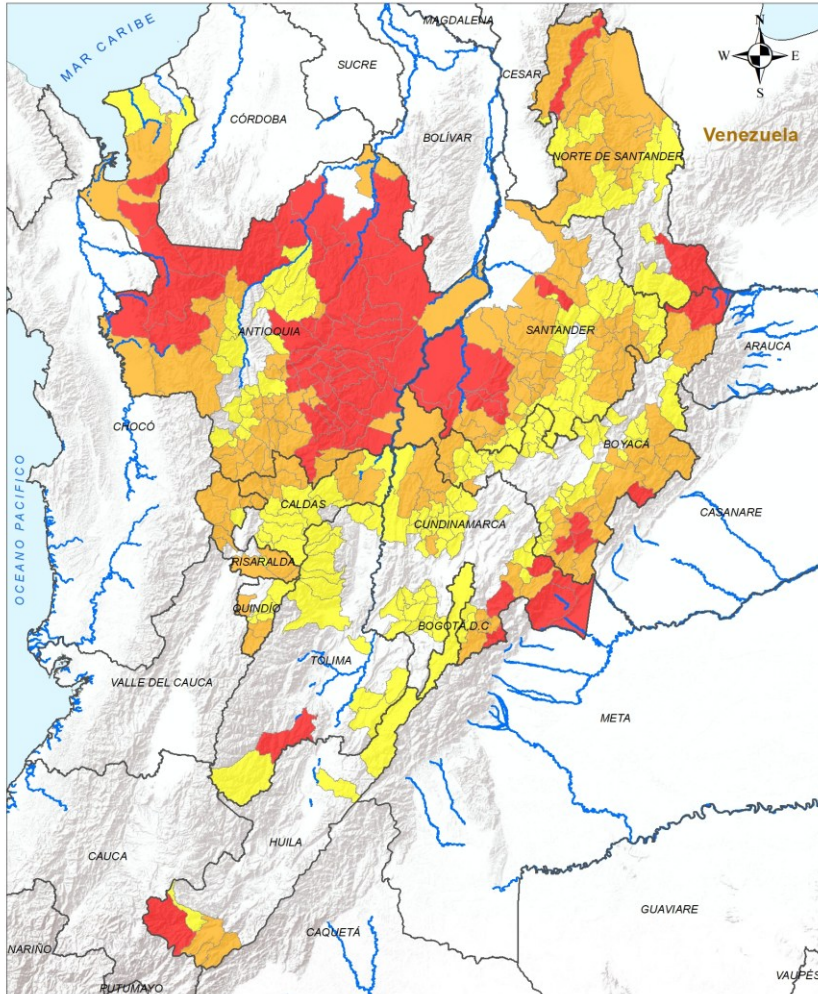 MAGDALENA
MAR CARIBE
N
W E
S
SUCRE
CESAR
CÓRDOBA
BOLÍVAR
Venezuela
NORTE DE SANTANDER
ANTIOQUIA
SANTANDER
ARAUCA
CHOCÓ
BOYACÁ
CALDAS
CASANARE
CUNDINAMARCA
OCEANO PACIFICO
RISARALDA
QUINDÍO
BOGOTÁ D.C
TOLIMA
VALLE DEL CAUCA
META
HUILA
CAUCA
GUAVIARE
CAQUETÁ
NARIÑO
VAUPÉS
PUTUMAYO